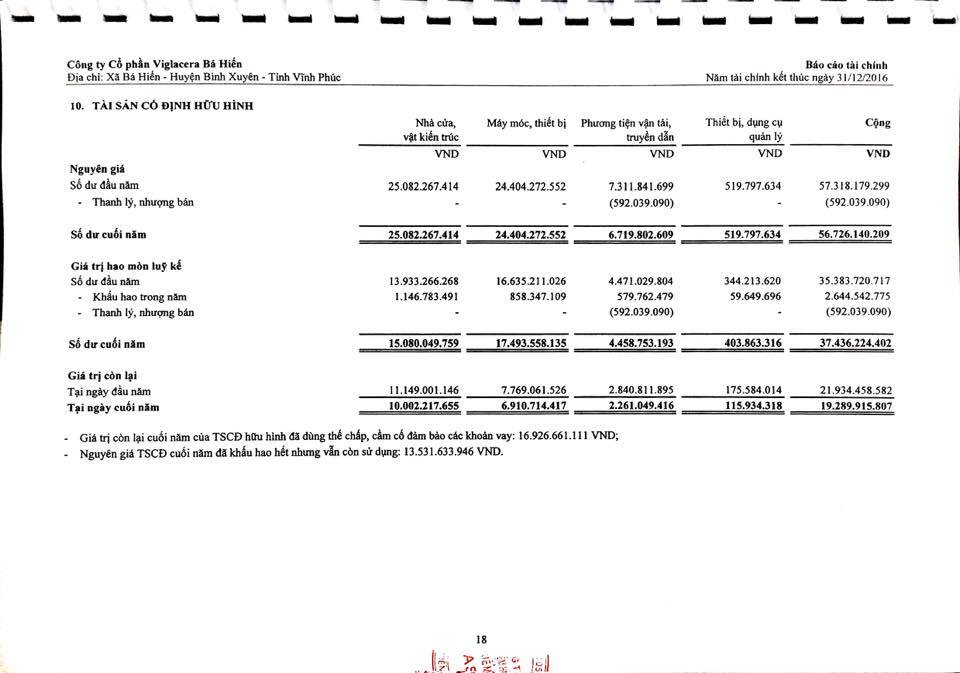 Công ty Cổ phần Viglacera Bá Hiến Báo cáo tài chính
Địa chỉ: Xã Bá Hiến - Huyện Bình Xuyên - Tỉnh Vĩnh Phúc Năm tài chính kết thúc ngày 31/12/2016
10. TÀI SẢN CÓ ĐỊNH HỮU HÌNH
Nhà cửa, Máy móc, thiết bị Phương tiện vận tải, Thiết bị, dụng cụ Cộng
vật kiến trúc truyền dẫn quản lý
VND VND VND VND VND
Nguyên giá
Số dư đầu năm 25.082.267.414 24.404.272.552 7.311.841.699 519.797.634 57.318.179.299
- Thanh lý, nhượng bán - - (592.039.090) - (592.039.090)
Số dư cuối năm 25.082.267.414 24.404.272.552 6.719.802.609 519.797.634 56.726.140.209
Giá trị hao mòn luỹ kế
Số dư đầu năm 13.933.266.268 16.635.211.026 4.471.029.804 344.213.620 35.383.720.717
- Khấu hao trong năm 1.146.783.491 858.347.109 579.762.479 59.649.696 2.644.542.775
- Thanh lý, nhượng bán - - (592.039.090) - (592.039.090)
Số dư cuối năm 15.080.049.759 17.493.558.135 4.458.753.193 403.863.316 37.436.224.402
Giá trị còn lại
Tại ngày đầu năm 11.149.001.146 7.769.061.526 2.840.811.895 175.584.014 21.934.458.582
Tại ngày cuối năm 10.002.217.655 6.910.714.417 2.261.049.416 115.934.318 19.289.915.807
- Giá trị còn lại cuối năm của TSCĐ hữu hình đã dùng thế chấp, cầm cố đảm bảo các khoản vay: 16.926.661.111 VND;
- Nguyên giá TSCĐ cuối năm đã khấu hao hết nhưng vẫn còn sử dụng: 13.531.633.946 VND.
18